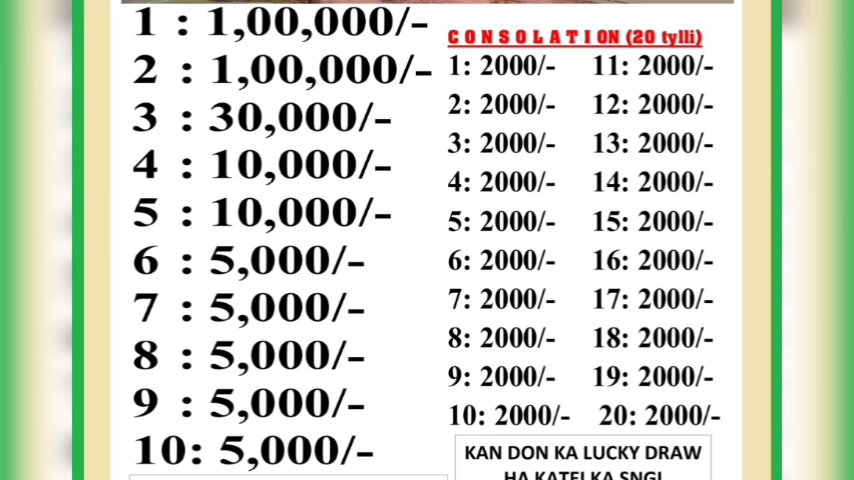 1 : 1,00,000/-
2 : 1,00,000/-
3 : 30,000/-
4 : 10,000/-
5 : 10,000/-
6 : 5,000/-
7 : 5,000/-
8 : 5,000/-
9 : 5,000/-
10: 5,000/-
CONSOLATION (20 tylli)
1: 2000/- 11: 2000/-
2: 2000/- 12: 2000/-
3: 2000/- 13: 2000/-
4: 2000/- 14: 2000/-
5: 2000/- 15: 2000/-
6: 2000/- 16: 2000/-
7: 2000/- 17: 2000/-
8: 2000/- 18: 2000/-
9: 2000/- 19: 2000/-
10: 2000/- 20: 2000/-
KAN DON KA LUCKY DRAW
HA KATEI KA SNGI